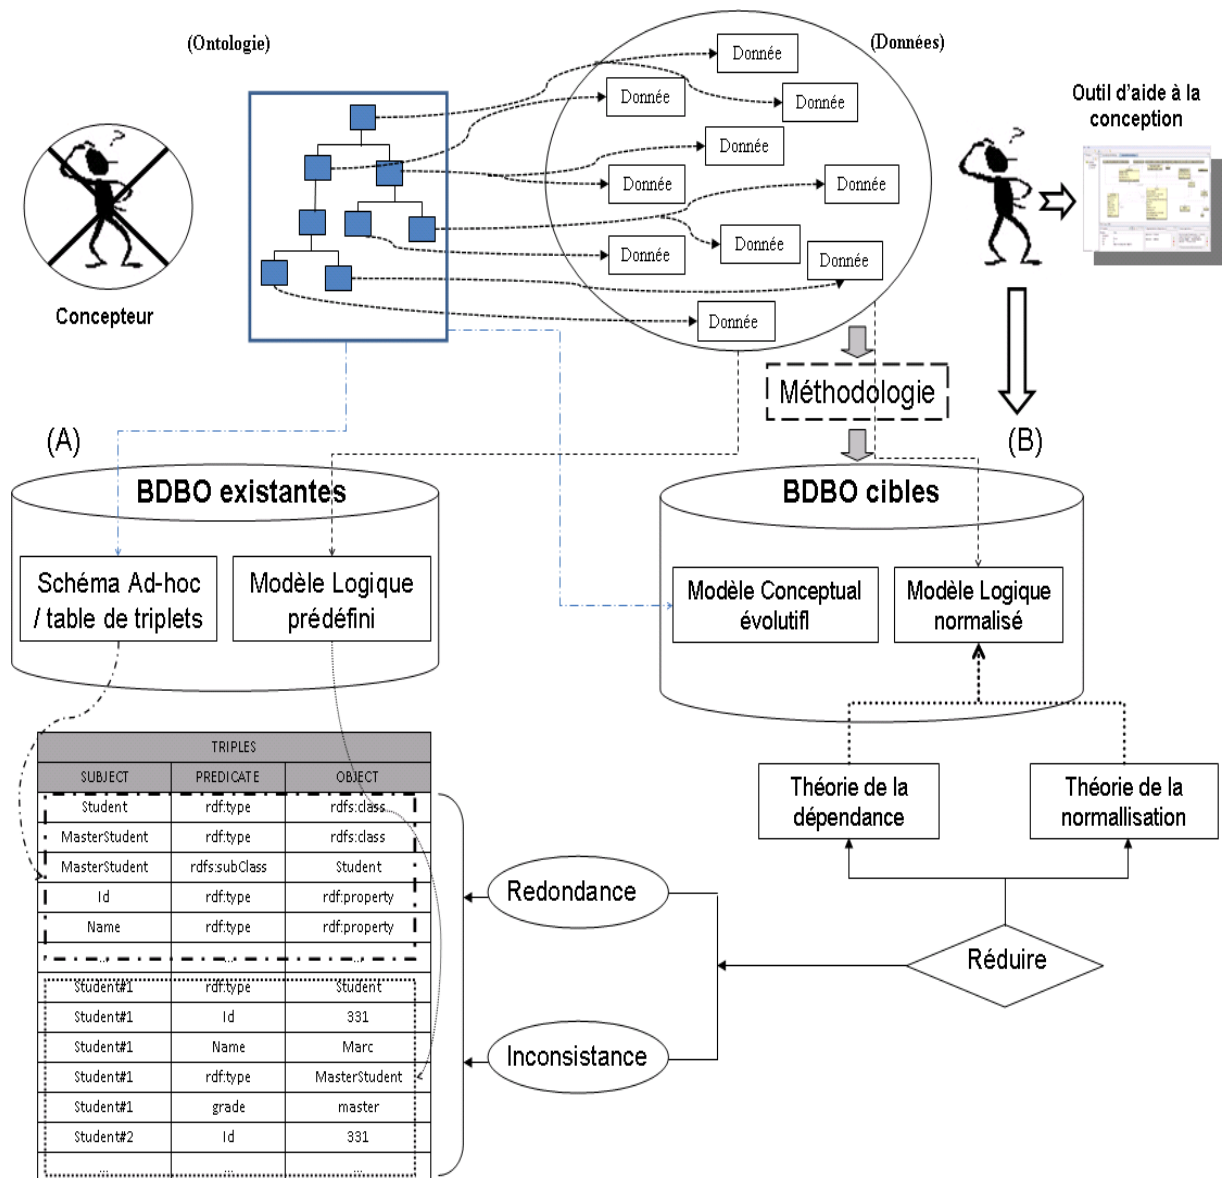 (Ontologie)
(Données)
Donnée
Donnée
Donnée
Donnée
Donnée
Donnée
Donnée
Donnée
Donnée
Donnée
Outil d'aide à la
conception
Concepteur
Méthodologie
(A)
(B)
BDBO existantes
BDBO cibles
Schéma Ad-hoc
/ table de triplets
Modèle Logique
prédéfini
Modèle Conceptual
évolutifl
Modèle Logique
normalisé
Théorie de la
dépendance
Théorie de la
normallisation
TRIPLES
SUBJECT PREDICATE OBJECT
Student rdf:type rdfs:class
MasterStudent rdf:type rdfs:class
MasterStudent rdfs:subClass Student
Id rdf:type rdf:property
Name rdf:type rdf:property
... ... ...
Student#1 rdf:type Student
Student#1 Id 331
Student#1 Name Marc
Student#1 rdf:type MasterStudent
Student#1 grade master
Student#2 Id 331
... ... ...
Redondance
Inconsistance
Réduire